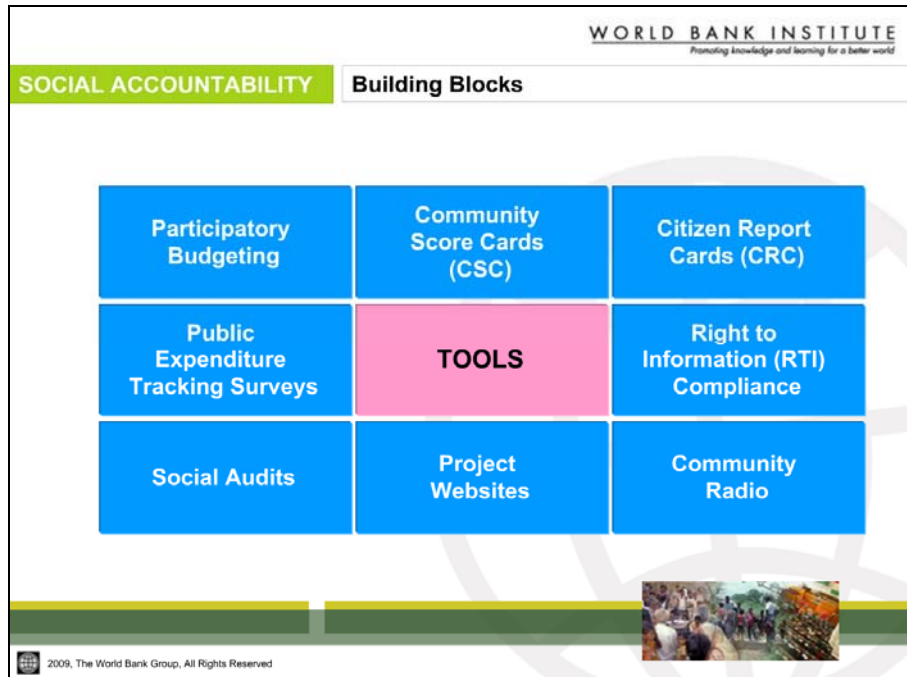 WORLD BANK INSTITUTE
Promoting knowledge and learning for a better world
SOCIAL ACCOUNTABILITY
Building Blocks
Participatory
Budgeting
Community
Score Cards
(CSC)
Citizen Report
Cards (CRC)
Public
Expenditure
Tracking Surveys
TOOLS
Right to
Information (RTI)
Compliance
Social Audits
Project
Websites
Community
Radio
2009, The World Bank Group, All Rights Reserved